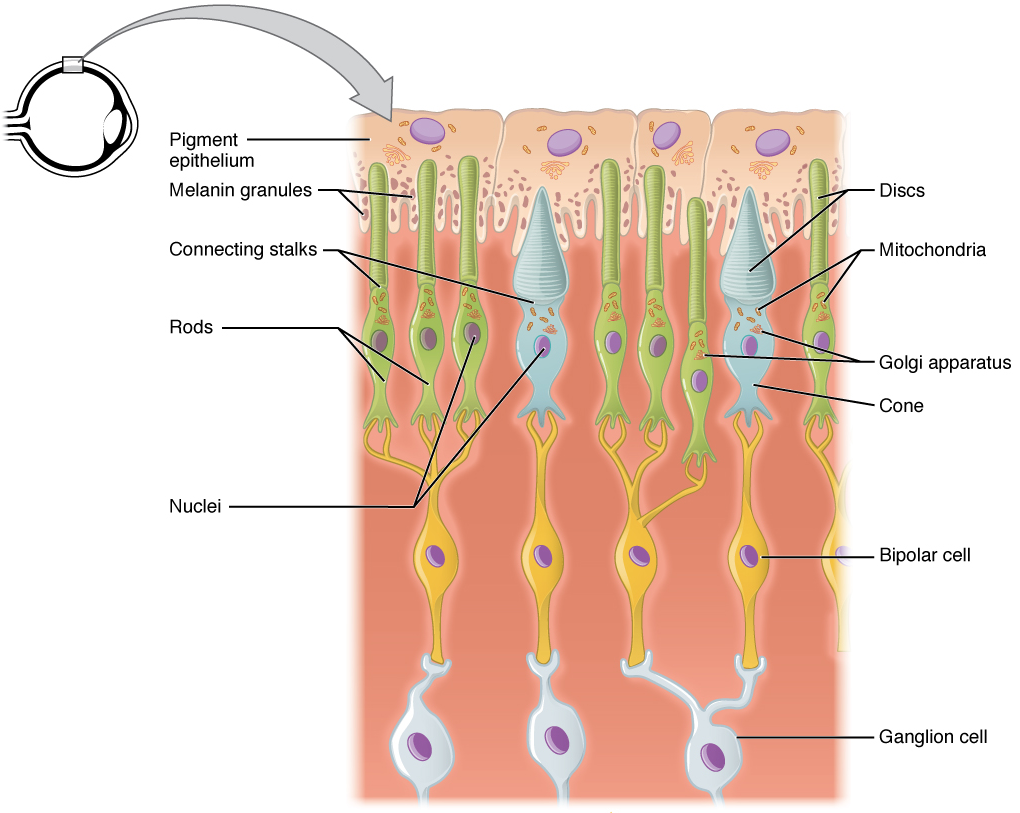 Pigment
epithelium
Melanin granules
Connecting stalks
Rods
Nuclei
Discs
Mitochondria
Golgi apparatus
Cone
Bipolar cell
Ganglion cell